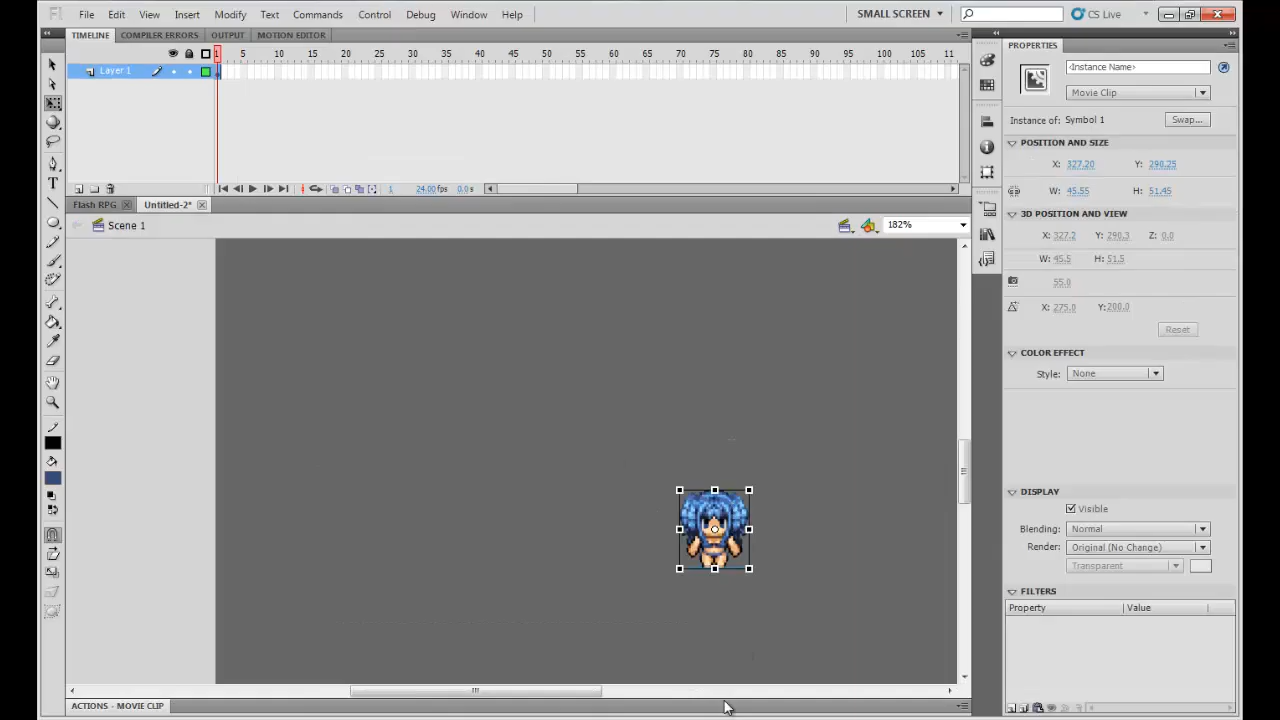 Fl File Edit View Insert Modify Text Commands Control Debug Window Help SMALL SCREEN CS Live
TIMELINE COMPILER ERRORS OUTPUT MOTION EDITOR
1 5 10 15 20 25 30 35 40 45 50 55 60 65 70 75 80 85 90 95 100 105 11
Layer 1
1 24.00 fps 0.0 s
Flash RPG Untitled-2*
Scene 1 182%
PROPERTIES
<Instance Name>
Movie Clip
Instance of: Symbol 1 Swap...
POSITION AND SIZE
X: 327.20 Y: 290.25
W: 45.55 H: 51.45
3D POSITION AND VIEW
X: 327.2 Y: 290.3 Z: 0.0
W: 45.5 H: 51.5
55.0
X: 275.0 Y: 200.0
Reset
COLOR EFFECT
Style: None
DISPLAY
Visible
Blending: Normal
Render: Original (No Change)
Transparent
FILTERS
Property Value
ACTIONS - MOVIE CLIP